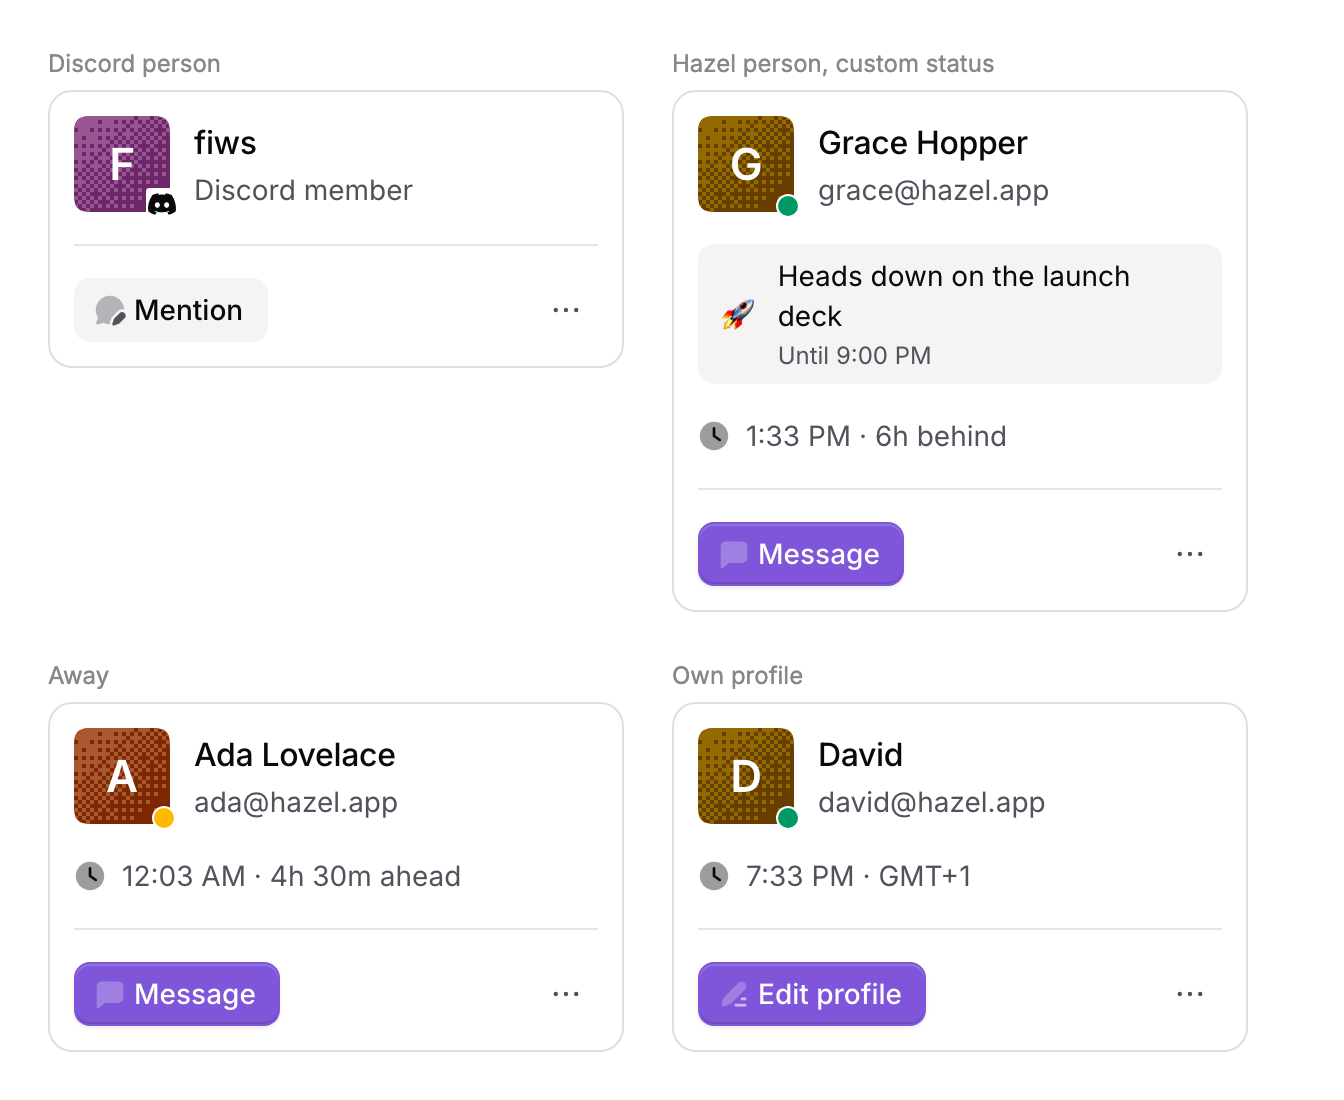 Discord person
F
fiws
Discord member
Mention
Hazel person, custom status
G
Grace Hopper
grace@hazel.app
Heads down on the launch
deck
Until 9:00 PM
1:33 PM · 6h behind
Message
Away
A
Ada Lovelace
ada@hazel.app
12:03 AM · 4h 30m ahead
Message
Own profile
D
David
david@hazel.app
7:33 PM · GMT+1
Edit profile